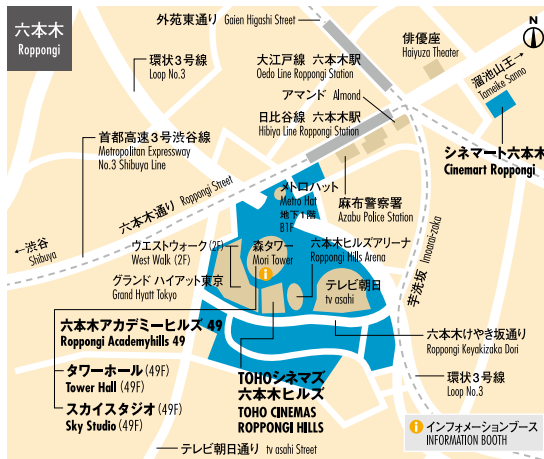 六本木
Roppongi
外苑東通り Gaien Higashi Street
環状3号線
Loop No.3
大江戸線 六本木駅
Oedo Line Roppongi Station
アマンド Almond
日比谷線 六本木駅
Hibiya Line Roppongi Station
俳優座
Haiyuza Theater
溜池山王→
Tameike Sanno
N
シネマート六本木
Cinemart Roppongi
首都高速3号渋谷線
Metropolitan Expressway
No.3 Shibuya Line
六本木通り Roppongi Street
←渋谷
Shibuya
メトロハット
Metro Hat
地下1階
B1F
麻布警察署
Azabu Police Station
ウエストウォーク(2F)
West Walk (2F)
森タワー
Mori Tower
i
六本木ヒルズアリーナ
Roppongi Hills Arena
グランド ハイアット東京
Grand Hyatt Tokyo
テレビ朝日
tv asahi
芋洗坂 Imoarai-zaka
六本木アカデミーヒルズ 49
Roppongi Academyhills 49
タワーホール(49F)
Tower Hall (49F)
スカイスタジオ(49F)
Sky Studio (49F)
TOHOシネマズ
六本木ヒルズ
TOHO CINEMAS
ROPPONGI HILLS
六本木けやき坂通り
Roppongi Keyakizaka Dori
環状3号線
Loop No.3
テレビ朝日通り tv asahi Street
i インフォメーションブース
INFORMATION BOOTH